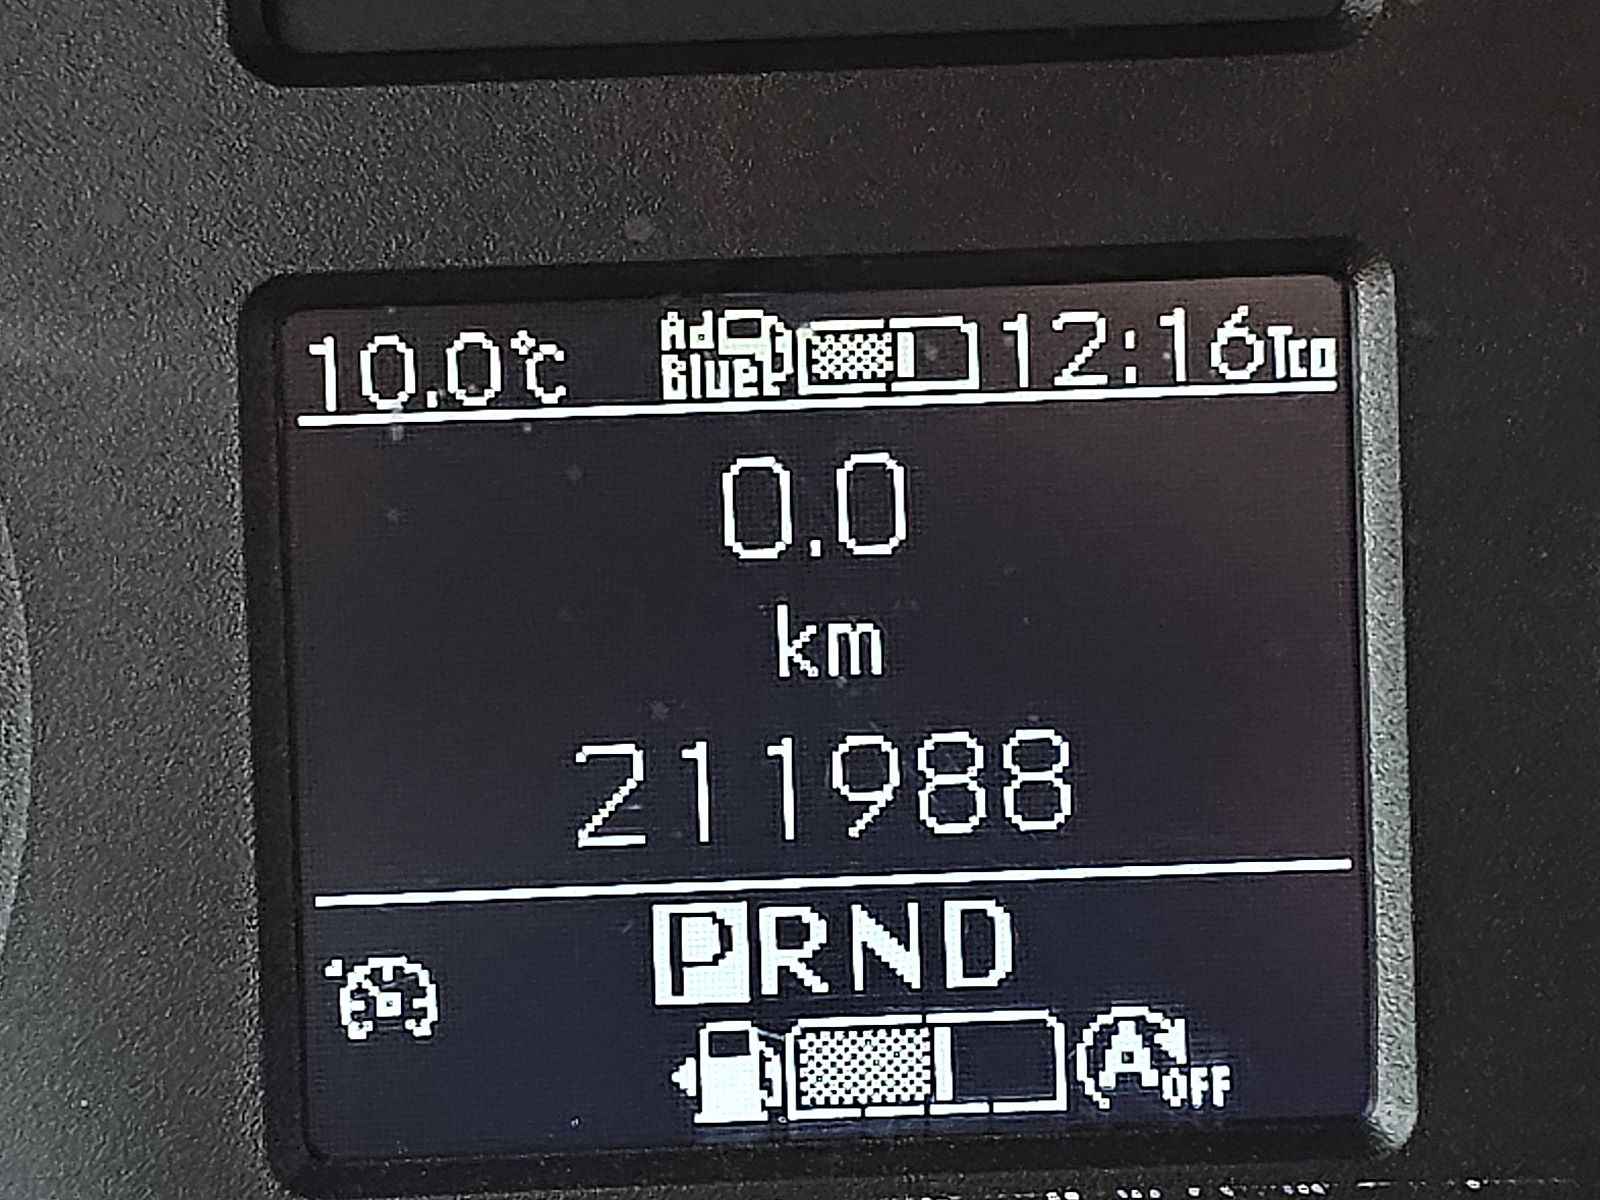 10.0°C Ad Blue 12:16 Tco
0.0
km
211988
PRND
A OFF